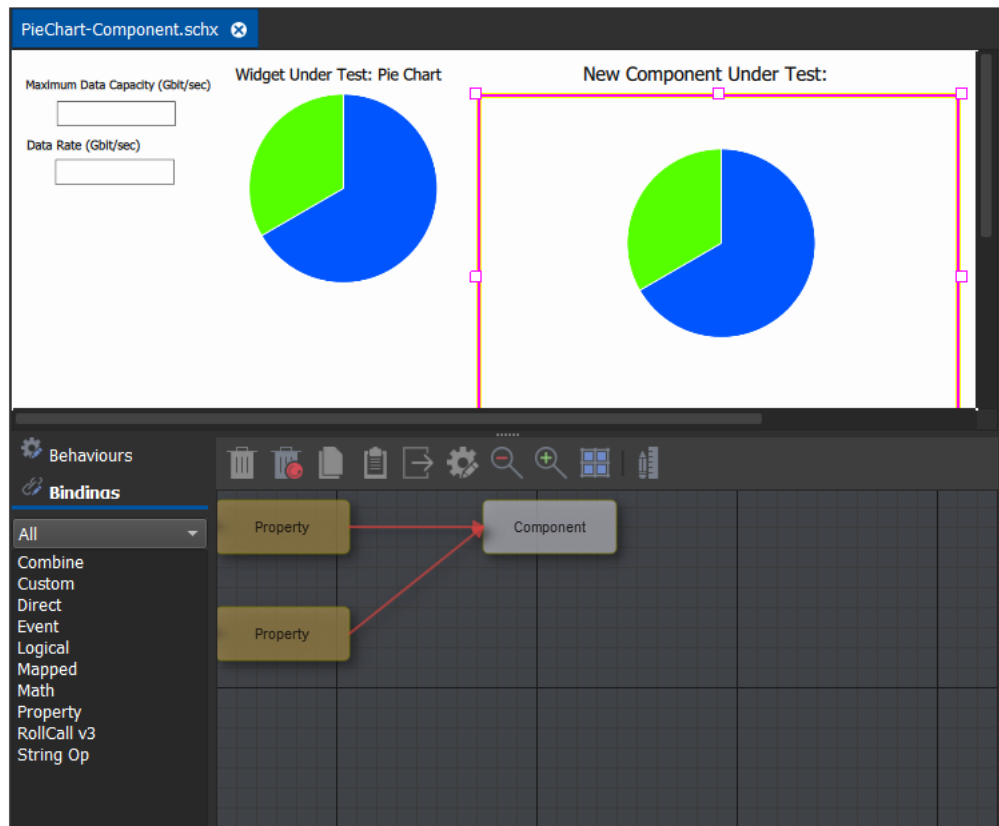 PieChart-Component.schx
Maximum Data Capacity (Gbit/sec)
Data Rate (Gbit/sec)
Widget Under Test: Pie Chart
New Component Under Test:
Behaviours
Bindings
All
Combine
Custom
Direct
Event
Logical
Mapped
Math
Property
RollCall v3
String Op
Property
Component
Property